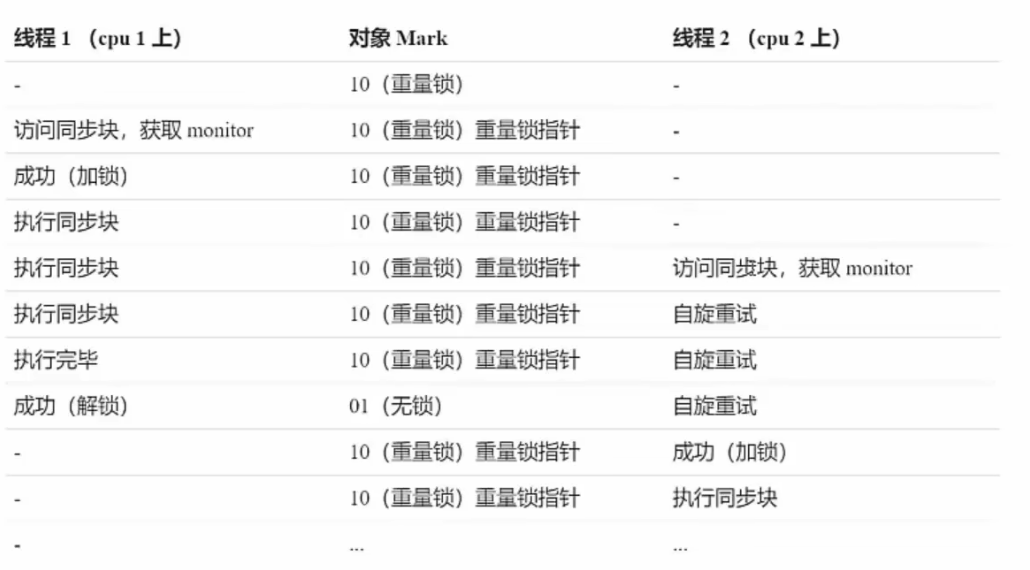 线程 1 （cpu 1 上） 对象 Mark 线程 2 （cpu 2 上）
- 10（重量锁） -
访问同步块，获取 monitor 10（重量锁）重量锁指针 -
成功（加锁） 10（重量锁）重量锁指针 -
执行同步块 10（重量锁）重量锁指针 -
执行同步块 10（重量锁）重量锁指针 访问同步块，获取 monitor
执行同步块 10（重量锁）重量锁指针 自旋重试
执行完毕 10（重量锁）重量锁指针 自旋重试
成功（解锁） 01（无锁） 自旋重试
- 10（重量锁）重量锁指针 成功（加锁）
- 10（重量锁）重量锁指针 执行同步块
- ... ...